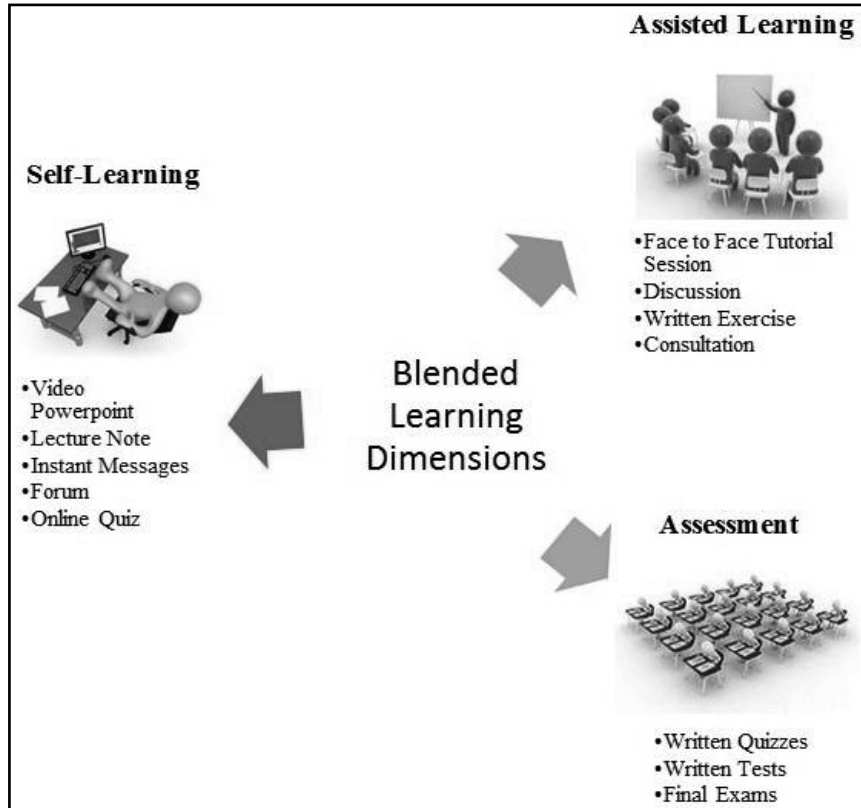 Assisted Learning
•Face to Face Tutorial
Session
•Discussion
•Written Exercise
•Consultation
Self-Learning
•Video
Powerpoint
•Lecture Note
•Instant Messages
•Forum
•Online Quiz
Blended
Learning
Dimensions
Assessment
•Written Quizzes
•Written Tests
•Final Exams